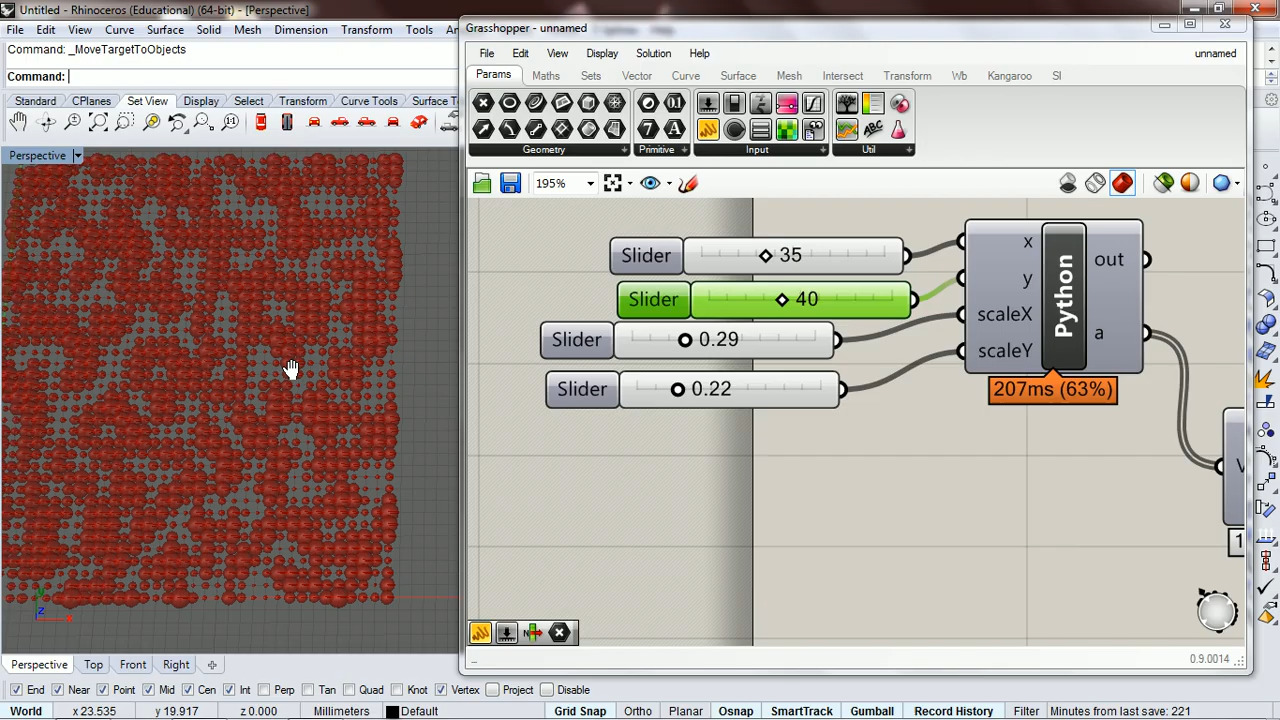 Untitled - Rhinoceros (Educational) (64-bit) - [Perspective]
File Edit View Curve Surface Solid Mesh Dimension Transform Tools
Command: _MoveTargetToObjects
Command:
Standard CPlanes Set View Display Select Transform Curve Tools Surface To
Perspective
Grasshopper - unnamed
File Edit View Display Solution Help unnamed
Params Maths Sets Vector Curve Surface Mesh Intersect Transform Wb Kangaroo
Geometry Primitive Input Util
195%
Slider 35
Slider 40
Slider 0.29
Slider 0.22
x
y
scaleX
scaleY
Python
out
a
207ms (63%)
V
1
0.9.0014
y
z
x
Perspective Top Front Right
End Near Point Mid Cen Int Perp Tan Quad Knot Vertex Project Disable
World x 23.535 y 19.917 z 0.000 Millimeters Default Grid Snap Ortho Planar Osnap SmartTrack Gumball Record History Filter Minutes from last save: 221